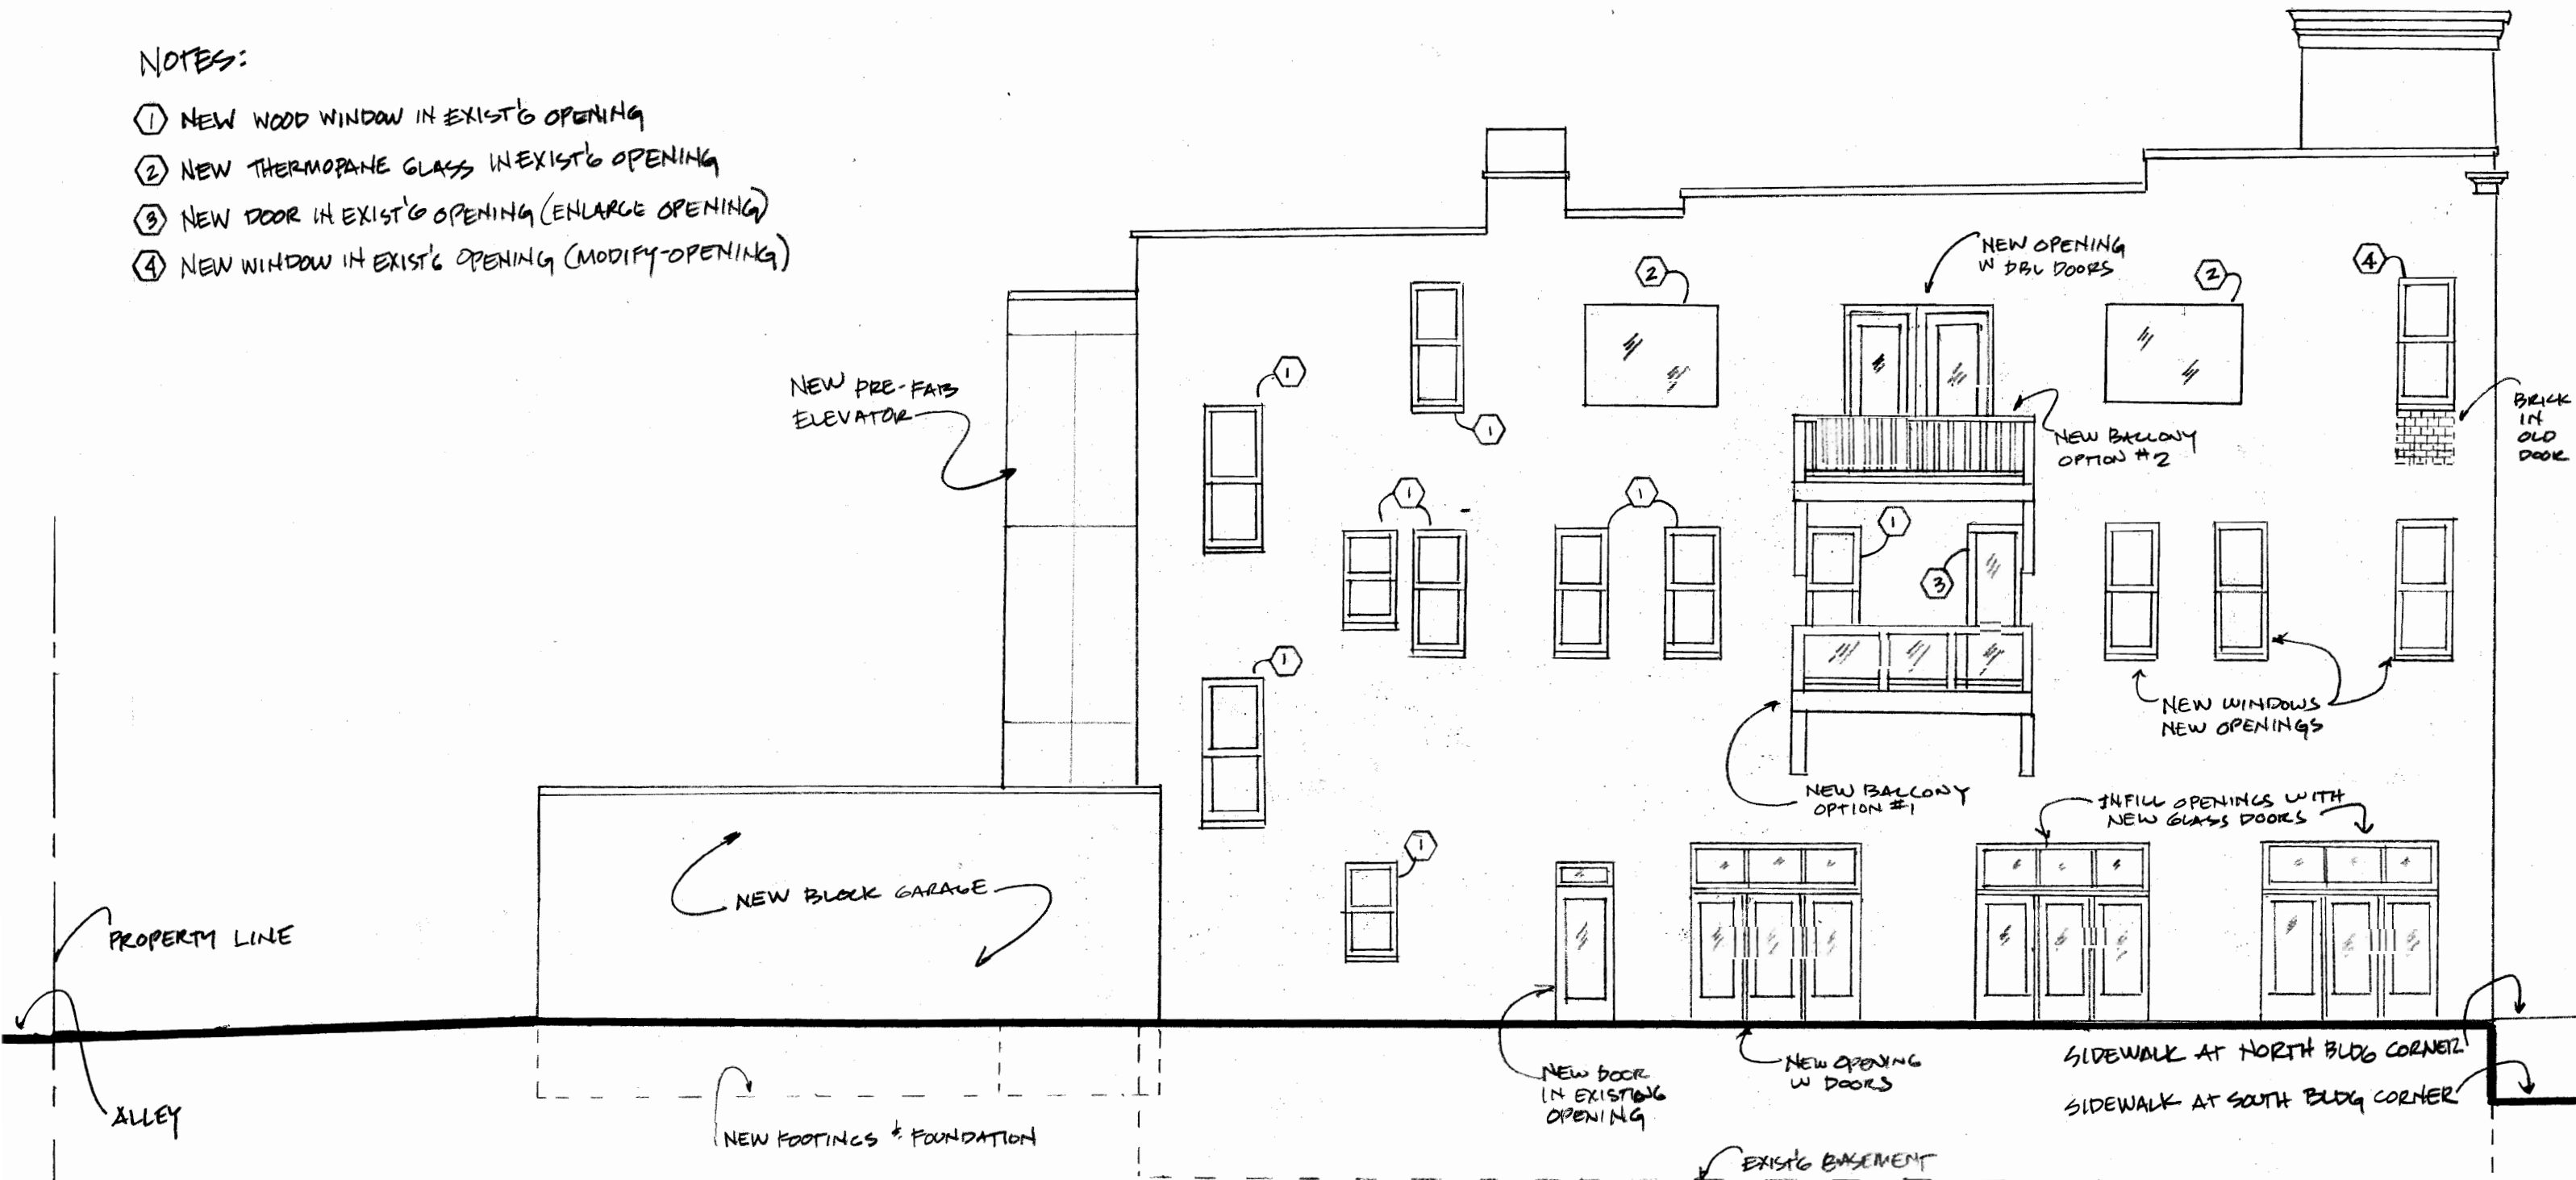 NOTES:
1 NEW WOOD WINDOW IN EXIST'G OPENING
2 NEW THERMOPANE GLASS IN EXIST'G OPENING
3 NEW DOOR IN EXIST'G OPENING (ENLARGE OPENING)
4 NEW WINDOW IN EXIST'G OPENING (MODIFY-OPENING)
NEW OPENING
W DBL DOORS
2
2
4
1
1
NEW PRE-FAB
ELEVATOR
BRICK
IN
OLD
DOOR
NEW BALCONY
OPTION #2
1
1
1
3
1
NEW WINDOWS
NEW OPENINGS
NEW BALCONY
OPTION #1
INFILL OPENINGS WITH
NEW GLASS DOORS
1
NEW BLOCK GARAGE
PROPERTY LINE
ALLEY
NEW FOOTINGS & FOUNDATION
NEW DOOR
IN EXISTING
OPENING
NEW OPENING
W DOORS
SIDEWALK AT NORTH BLDG CORNER
SIDEWALK AT SOUTH BLDG CORNER
EXIST'G BASEMENT